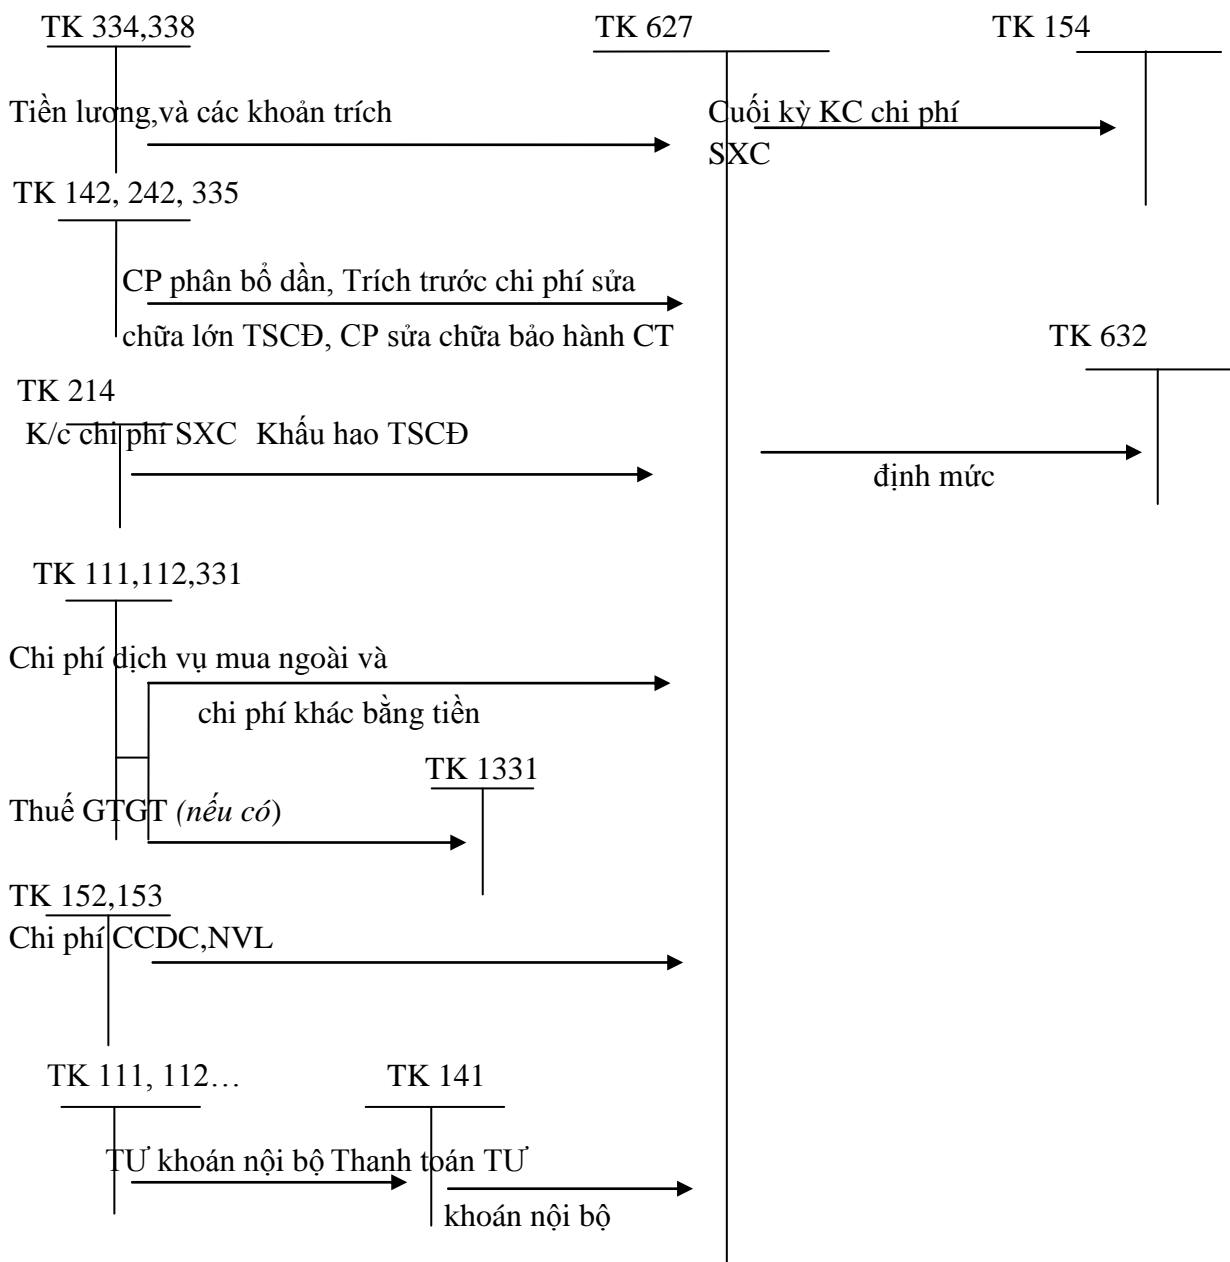 TK 334,338
TK 627
TK 154
Tiền lương,và các khoản trích
Cuối kỳ KC chi phí
SXC
TK 142, 242, 335
CP phân bổ dần, Trích trước chi phí sửa
chữa lớn TSCĐ, CP sửa chữa bảo hành CT
TK 632
TK 214
K/c chi phí SXC Khấu hao TSCĐ
định mức
TK 111,112,331
Chi phí dịch vụ mua ngoài và
chi phí khác bằng tiền
TK 1331
Thuế GTGT (nếu có)
TK 152,153
Chi phí CCDC,NVL
TK 111, 112…
TK 141
TƯ khoán nội bộ Thanh toán TƯ
khoán nội bộ